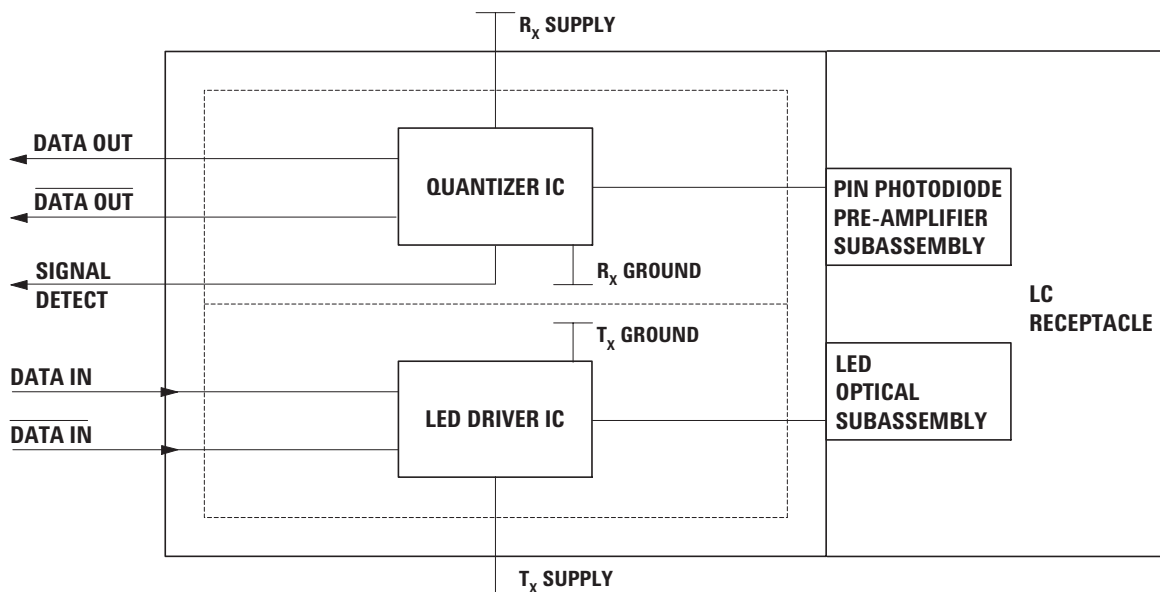 RX SUPPLY
DATA OUT
DATA OUT
SIGNAL
DETECT
QUANTIZER IC
RX GROUND
PIN PHOTODIODE
PRE-AMPLIFIER
SUBASSEMBLY
LC
RECEPTACLE
TX GROUND
DATA IN
DATA IN
LED DRIVER IC
LED
OPTICAL
SUBASSEMBLY
TX SUPPLY